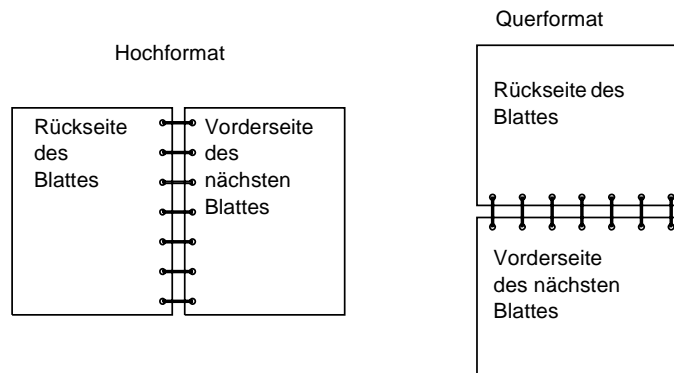 Hochformat
Rückseite
des
Blattes
Vorderseite
des
nächsten
Blattes
Querformat
Rückseite des
Blattes
Vorderseite
des nächsten
Blattes